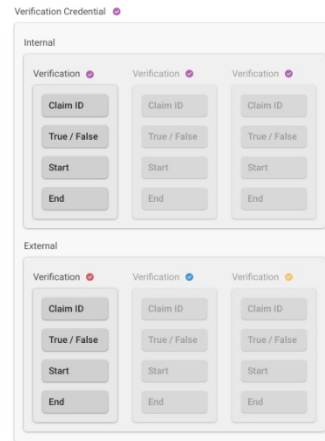 Verification Credential
Internal
Verification Verification Verification
Claim ID Claim ID Claim ID
True / False True / False True / False
Start Start Start
End End End
External
Verification Verification Verification
Claim ID Claim ID Claim ID
True / False True / False True / False
Start Start Start
End End End